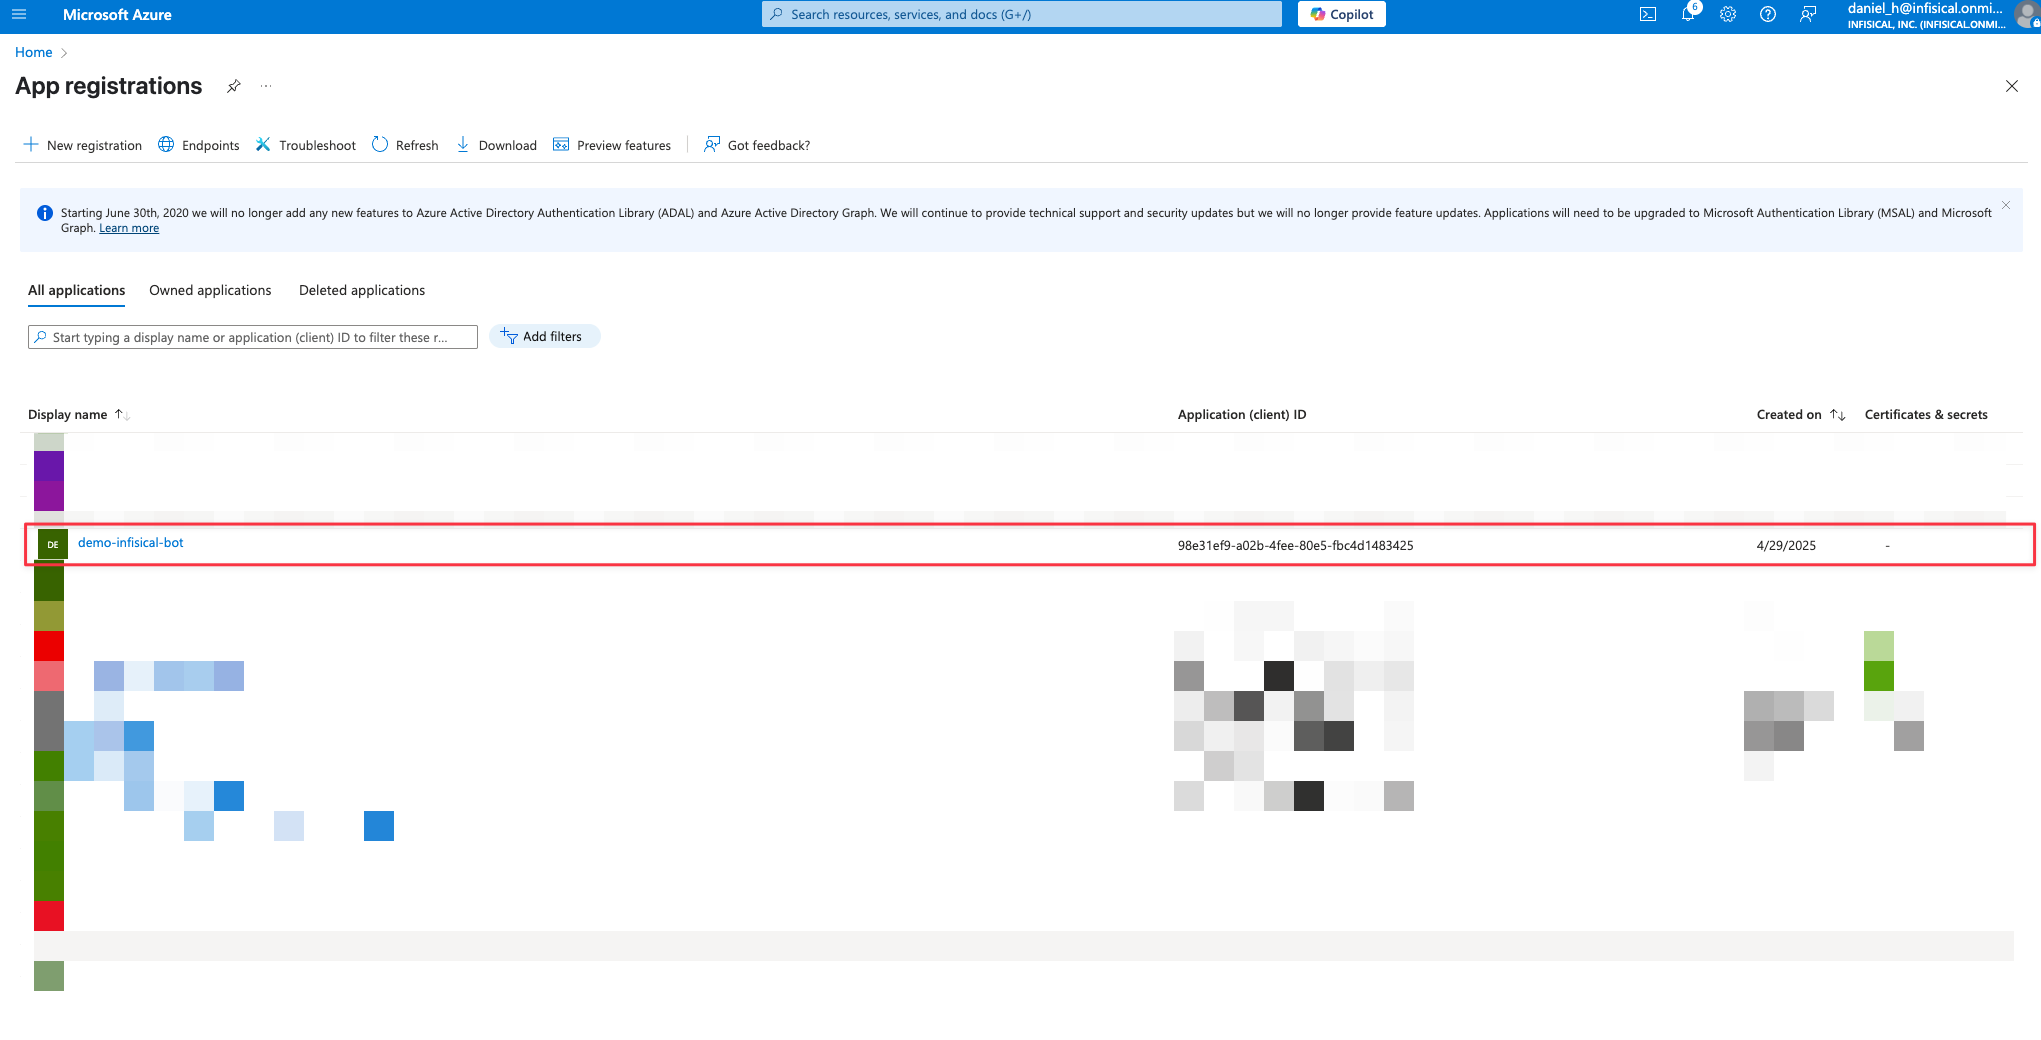 Microsoft Azure
Search resources, services, and docs (G+/)
Copilot
6
daniel_h@infisical.onmi...
INFISICAL, INC. (INFISICAL.ONMI...
Home
App registrations
...
New registration
Endpoints
Troubleshoot
Refresh
Download
Preview features
Got feedback?
Starting June 30th, 2020 we will no longer add any new features to Azure Active Directory Authentication Library (ADAL) and Azure Active Directory Graph. We will continue to provide technical support and security updates but we will no longer provide feature updates. Applications will need to be upgraded to Microsoft Authentication Library (MSAL) and Microsoft
Graph. Learn more
All applications
Owned applications
Deleted applications
Start typing a display name or application (client) ID to filter these r...
Add filters
Display name
Application (client) ID
Created on
Certificates & secrets
DE
demo-infisical-bot
98e31ef9-a02b-4fee-80e5-fbc4d1483425
4/29/2025
-